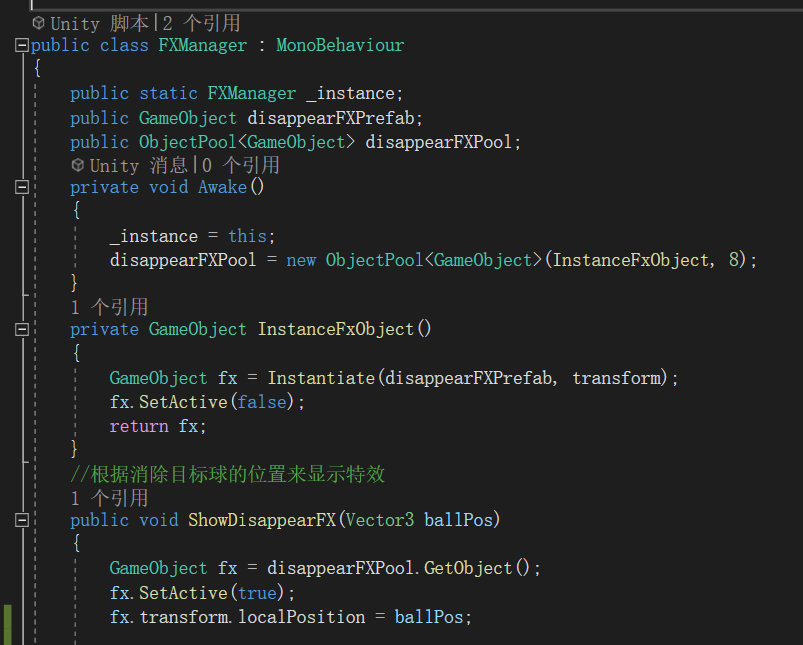 Unity 脚本|2 个引用
public class FXManager : MonoBehaviour
{
public static FXManager _instance;
public GameObject disappearFXPrefab;
public ObjectPool<GameObject> disappearFXPool;
Unity 消息|0 个引用
private void Awake()
{
_instance = this;
disappearFXPool = new ObjectPool<GameObject>(InstanceFxObject, 8);
}
1 个引用
private GameObject InstanceFxObject()
{
GameObject fx = Instantiate(disappearFXPrefab, transform);
fx.SetActive(false);
return fx;
}
//根据消除目标球的位置来显示特效
1 个引用
public void ShowDisappearFX(Vector3 ballPos)
{
GameObject fx = disappearFXPool.GetObject();
fx.SetActive(true);
fx.transform.localPosition = ballPos;